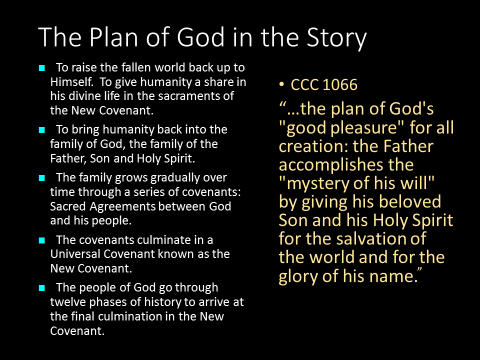 The Plan of God in the Story
To raise the fallen world back up to
Himself. To give humanity a share in
his divine life in the sacraments of
the New Covenant.
To bring humanity back into the
family of God, the family of the
Father, Son and Holy Spirit.
The family grows gradually over
time through a series of covenants:
Sacred Agreements between God
and his people.
The covenants culminate in a
Universal Covenant known as the
New Covenant.
The people of God go through
twelve phases of history to arrive at
the final culmination in the New
Covenant.
• CCC 1066
“…the plan of God's
"good pleasure" for all
creation: the Father
accomplishes the
"mystery of his will"
by giving his beloved
Son and his Holy Spirit
for the salvation of
the world and for the
glory of his name.”